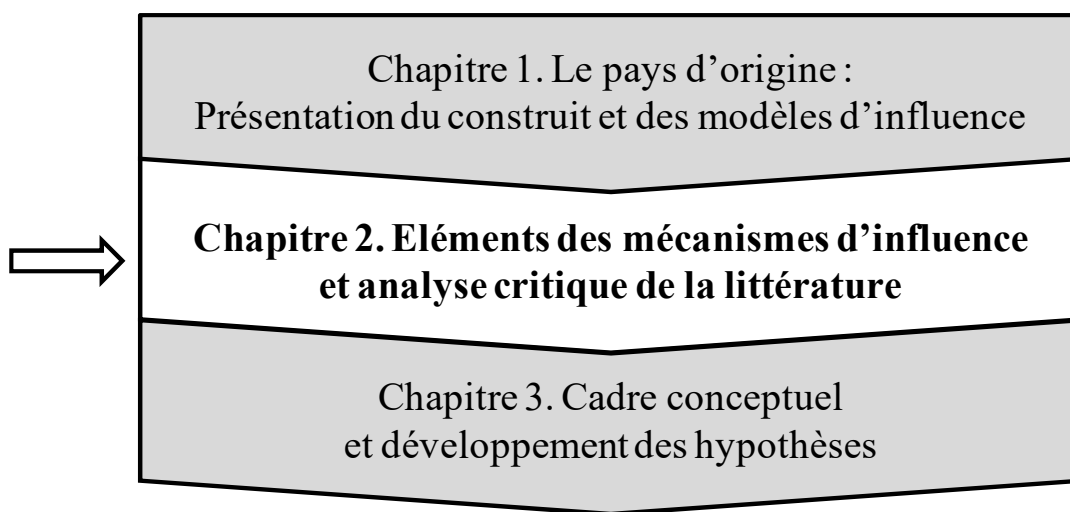 Chapitre 1. Le pays d’origine :
Présentation du construit et des modèles d’influence
Chapitre 2. Eléments des mécanismes d’influence
et analyse critique de la littérature
Chapitre 3. Cadre conceptuel
et développement des hypothèses